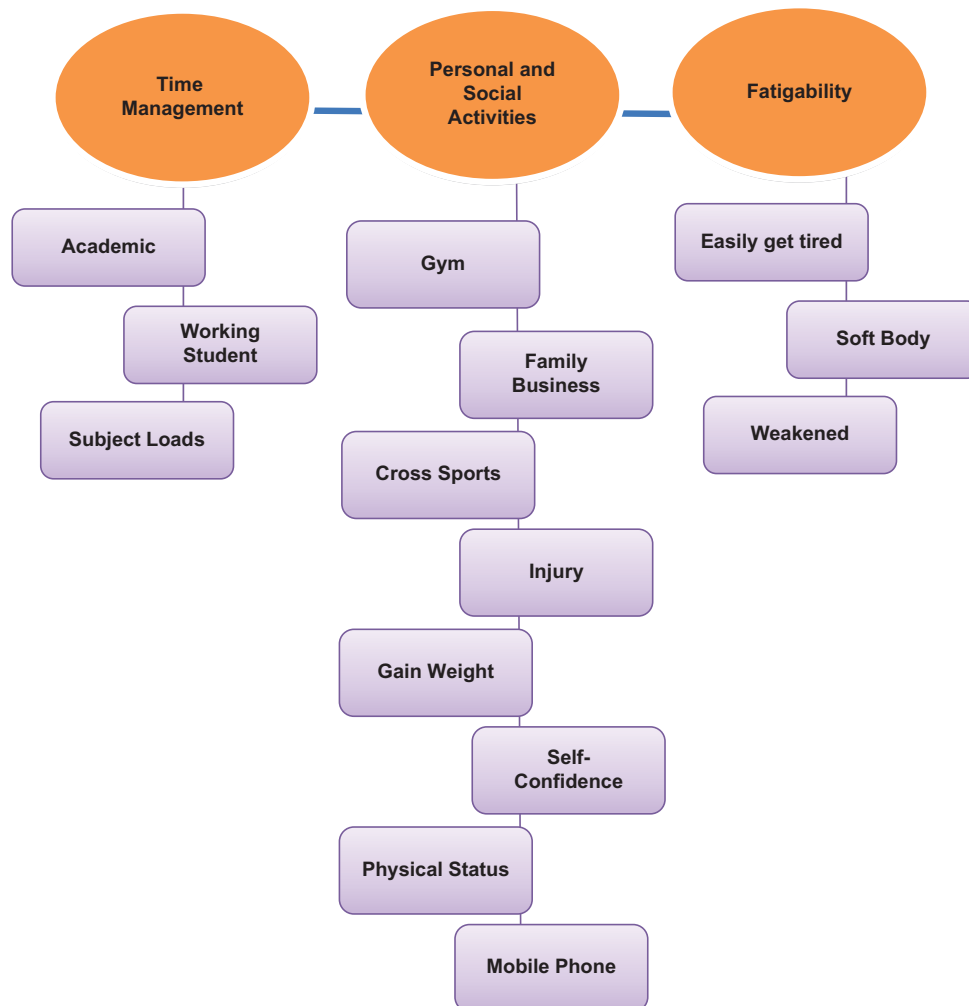 Time
Management
Personal and
Social
Activities
Fatigability
Academic
Working
Student
Subject Loads
Gym
Family
Business
Cross Sports
Injury
Gain Weight
Self-
Confidence
Physical Status
Mobile Phone
Easily get tired
Soft Body
Weakened